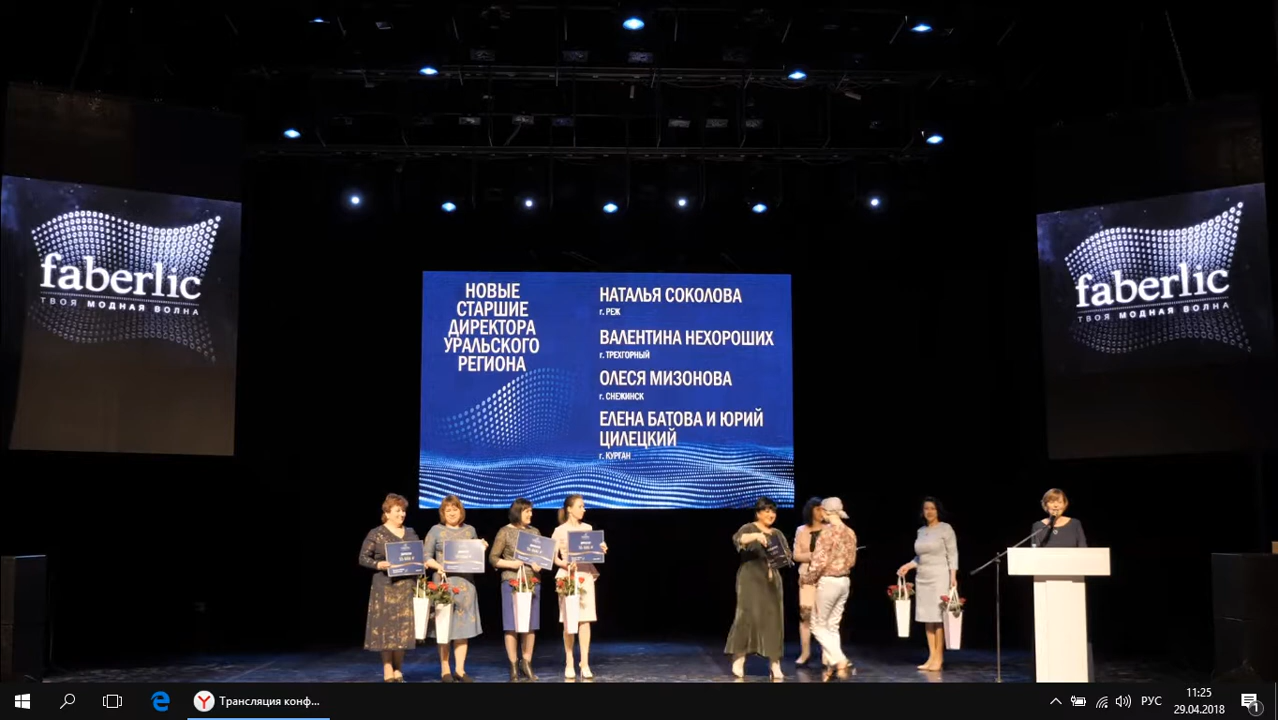 faberlic
ТВОЯ МОДНАЯ ВОЛНА
НОВЫЕ
СТАРШИЕ
ДИРЕКТОРА
УРАЛЬСКОГО
РЕГИОНА
НАТАЛЬЯ СОКОЛОВА
г. РЕЖ
ВАЛЕНТИНА НЕХОРОШИХ
г. ТРЕХГОРНЫЙ
ОЛЕСЯ МИЗОНОВА
г. СНЕЖИНСК
ЕЛЕНА БАТОВА И ЮРИЙ
ЦИЛЕЦКИЙ
г. КУРГАН
faberlic
ТВОЯ МОДНАЯ ВОЛНА
Трансляция конф...
РУС
11:25
29.04.2018
1